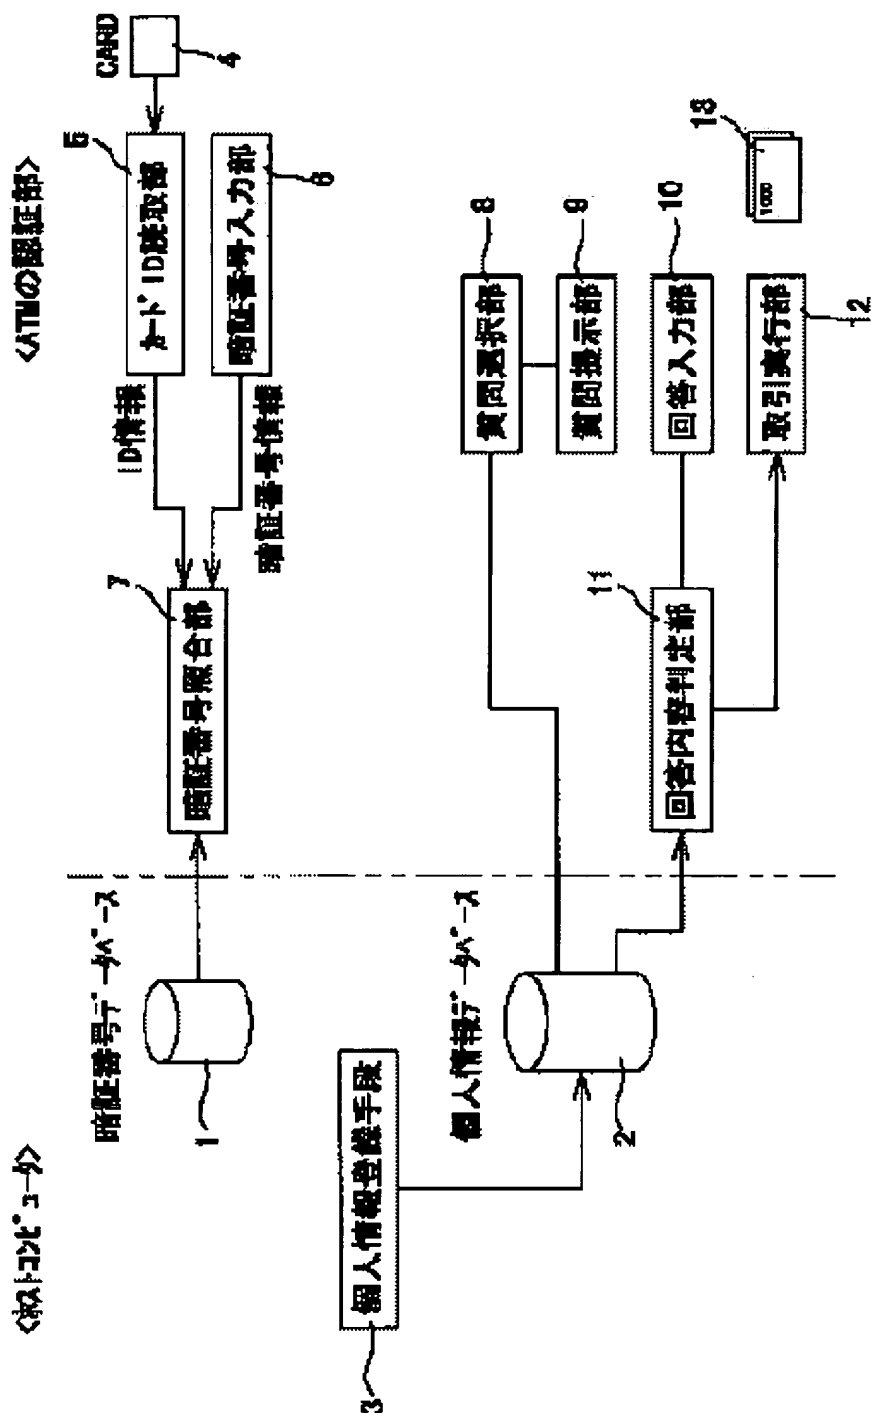 <ホストコンピュータ>
<ATMの認証部>
暗証番号データベース
1
暗証番号照合部
7
ID情報
暗証番号情報
カードID読取部
5
CARD
4
暗証番号入力部
6
個人情報登録手段
3
個人情報データベース
2
質問選択部
8
質問提示部
9
回答入力部
10
回答内容判定部
11
取引実行部
12
1000
13